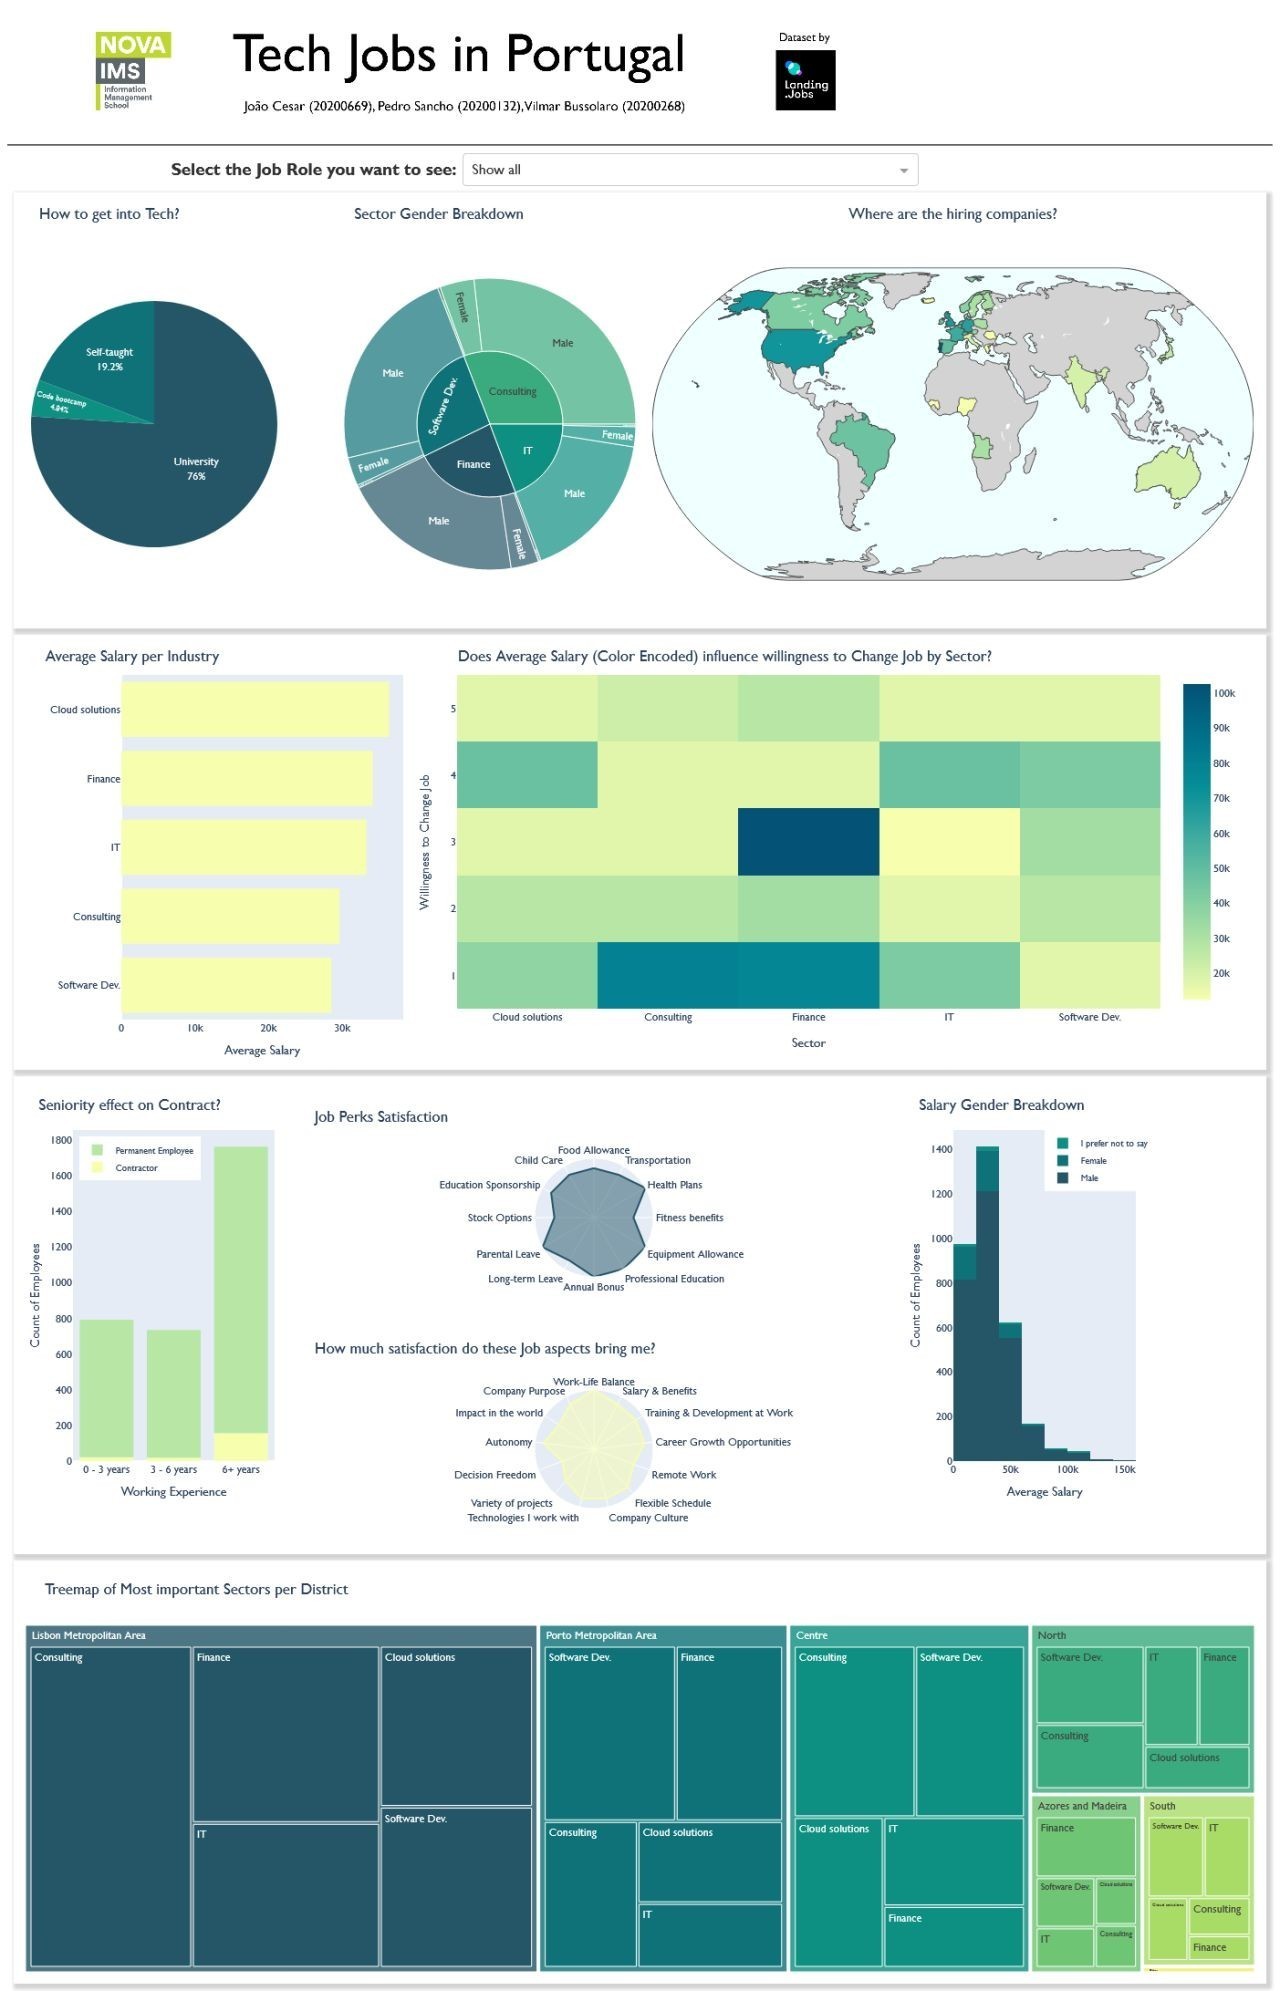 NOVA
IMS
Information
Management
School
Tech Jobs in Portugal
João Cesar (20200669), Pedro Sancho (20200132), Vilmar Bussolaro (20200268)
Dataset by
Landing
.Jobs
Select the Job Role you want to see:
Show all
How to get into Tech?
Self-taught
19.2%
Code bootcamp
4.84%
University
76%
Sector Gender Breakdown
Female
Male
Consulting
Male
Software Dev.
Female
Finance
Male
Female
IT
Female
Male
Where are the hiring companies?
Average Salary per Industry
Cloud solutions
Finance
IT
Consulting
Software Dev.
0
10k
20k
30k
Average Salary
Does Average Salary (Color Encoded) influence willingness to Change Job by Sector?
Willingness to Change Job
5
4
3
2
1
Cloud solutions
Consulting
Finance
IT
Software Dev.
Sector
100k
90k
80k
70k
60k
50k
40k
30k
20k
Seniority effect on Contract?
Permanent Employee
Contractor
Count of Employees
1800
1600
1400
1200
1000
800
600
400
200
0
0 - 3 years
3 - 6 years
6+ years
Working Experience
Job Perks Satisfaction
Food Allowance
Child Care
Transportation
Education Sponsorship
Health Plans
Stock Options
Fitness benefits
Parental Leave
Equipment Allowance
Long-term Leave
Professional Education
Annual Bonus
How much satisfaction do these Job aspects bring me?
Work-Life Balance
Company Purpose
Salary & Benefits
Impact in the world
Training & Development at Work
Autonomy
Career Growth Opportunities
Decision Freedom
Remote Work
Variety of projects
Flexible Schedule
Technologies I work with
Company Culture
Salary Gender Breakdown
I prefer not to say
Female
Male
Count of Employees
1400
1200
1000
800
600
400
200
0
0
50k
100k
150k
Average Salary
Treemap of Most important Sectors per District
Lisbon Metropolitan Area
Consulting
Finance
Cloud solutions
IT
Software Dev.
Porto Metropolitan Area
Software Dev.
Finance
Consulting
Cloud solutions
IT
Centre
Consulting
Software Dev.
Cloud solutions
IT
Finance
North
Software Dev.
IT
Finance
Consulting
Cloud solutions
Azores and Madeira
Finance
Software Dev.
Cloud solutions
IT
Consulting
South
Software Dev.
IT
Cloud solutions
Consulting
Finance